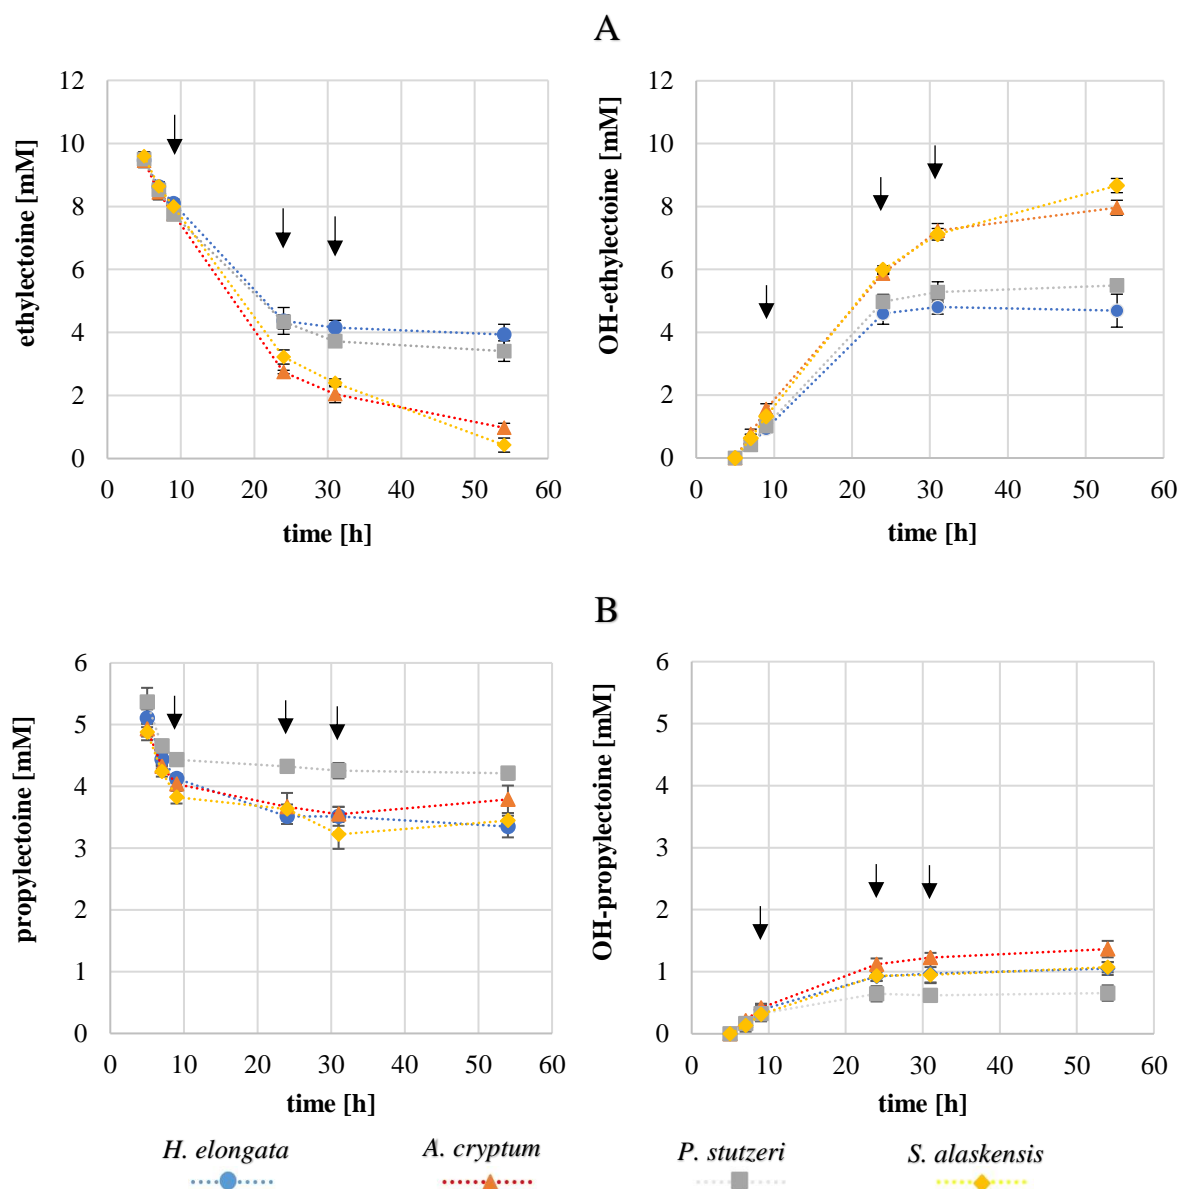 A
ethylectoine [mM]
12
10
8
6
4
2
0
0 10 20 30 40 50 60
time [h]
OH-ethylectoine [mM]
12
10
8
6
4
2
0
0 10 20 30 40 50 60
time [h]
B
propylectoine [mM]
6
5
4
3
2
1
0
0 10 20 30 40 50 60
time [h]
OH-propylectoine [mM]
6
5
4
3
2
1
0
0 10 20 30 40 50 60
time [h]
H. elongata A. cryptum P. stutzeri S. alaskensis